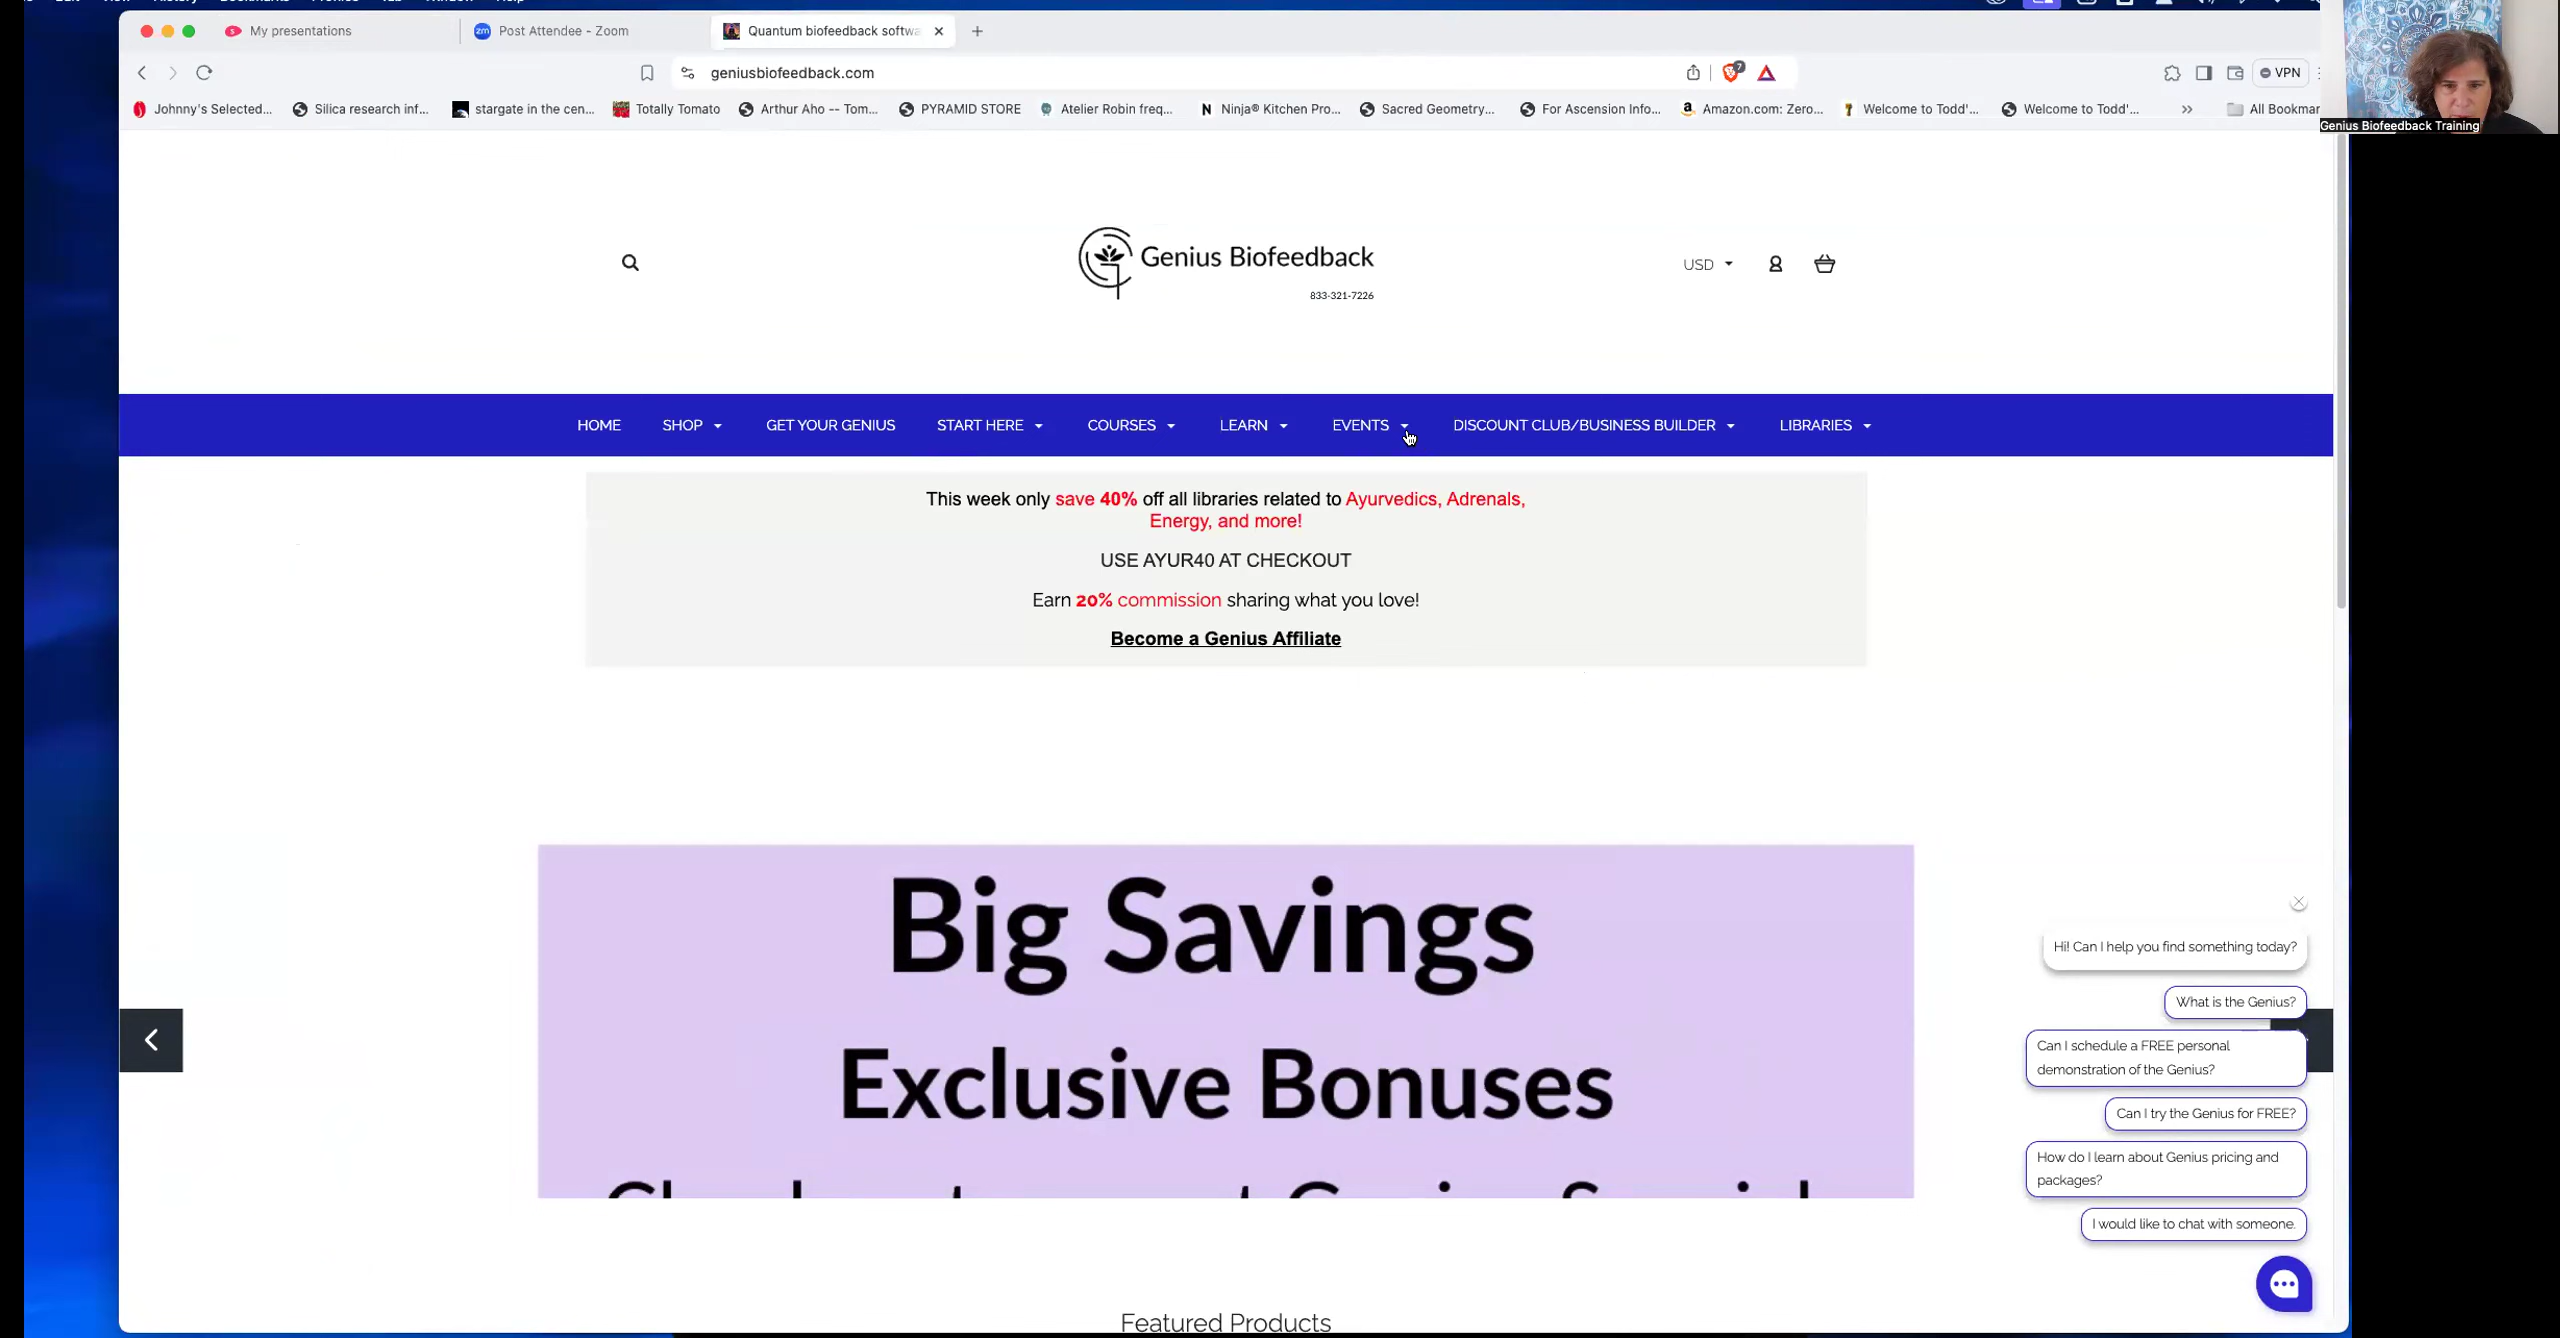 My presentations
Post Attendee - Zoom
Quantum biofeedback softwa
geniusbiofeedback.com
7
VPN
Johnny's Selected...
Silica research inf...
stargate in the cen...
Totally Tomato
Arthur Aho -- Tom...
PYRAMID STORE
Atelier Robin freq...
Ninja® Kitchen Pro...
Sacred Geometry...
For Ascension Info...
Amazon.com: Zero...
Welcome to Todd'...
Welcome to Todd'...
All Bookmar
Genius Biofeedback Training
Genius Biofeedback
833-321-7226
USD
HOME
SHOP
GET YOUR GENIUS
START HERE
COURSES
LEARN
EVENTS
DISCOUNT CLUB/BUSINESS BUILDER
LIBRARIES
This week only save 40% off all libraries related to Ayurvedics, Adrenals,
Energy, and more!
USE AYUR40 AT CHECKOUT
Earn 20% commission sharing what you love!
Become a Genius Affiliate
Big Savings
Exclusive Bonuses
Hi! Can I help you find something today?
What is the Genius?
Can I schedule a FREE personal
demonstration of the Genius?
Can I try the Genius for FREE?
How do I learn about Genius pricing and
packages?
I would like to chat with someone.
Featured Products